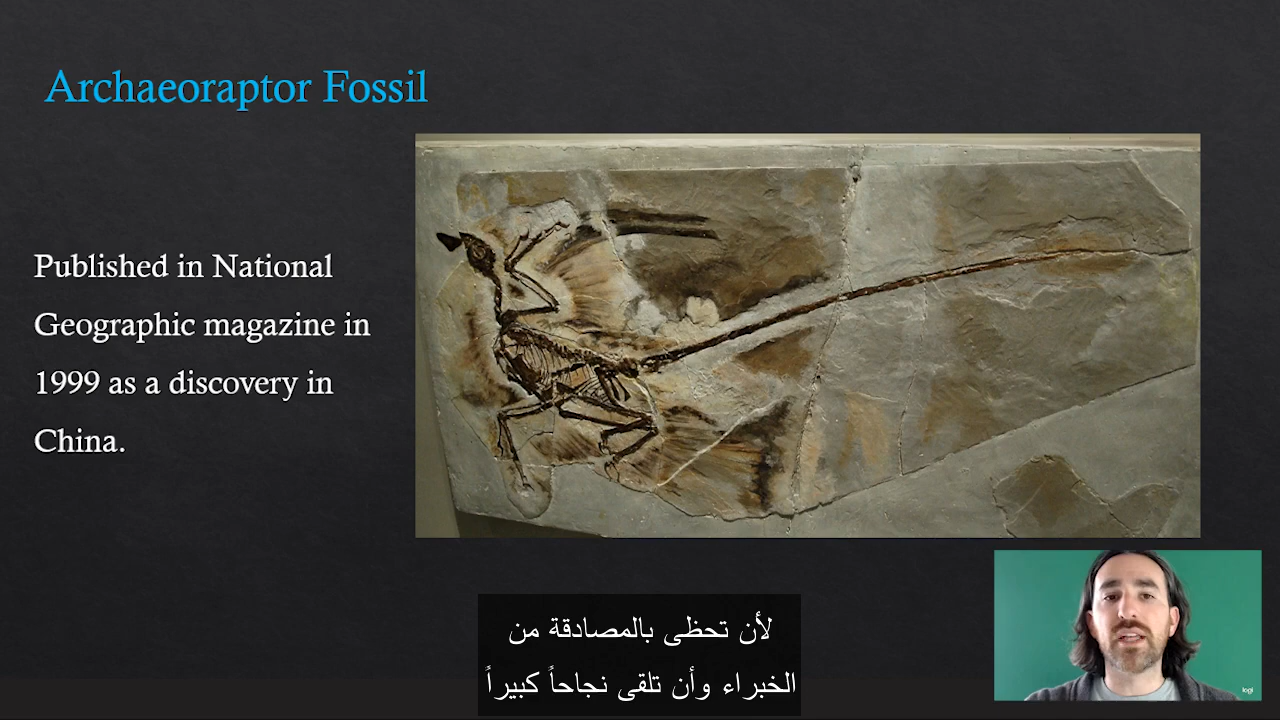 Archaeoraptor Fossil
Published in National
Geographic magazine in
1999 as a discovery in
China.
لأن تحظى بالمصادقة من
الخبراء وأن تلقى نجاحاً كبيراً
logi